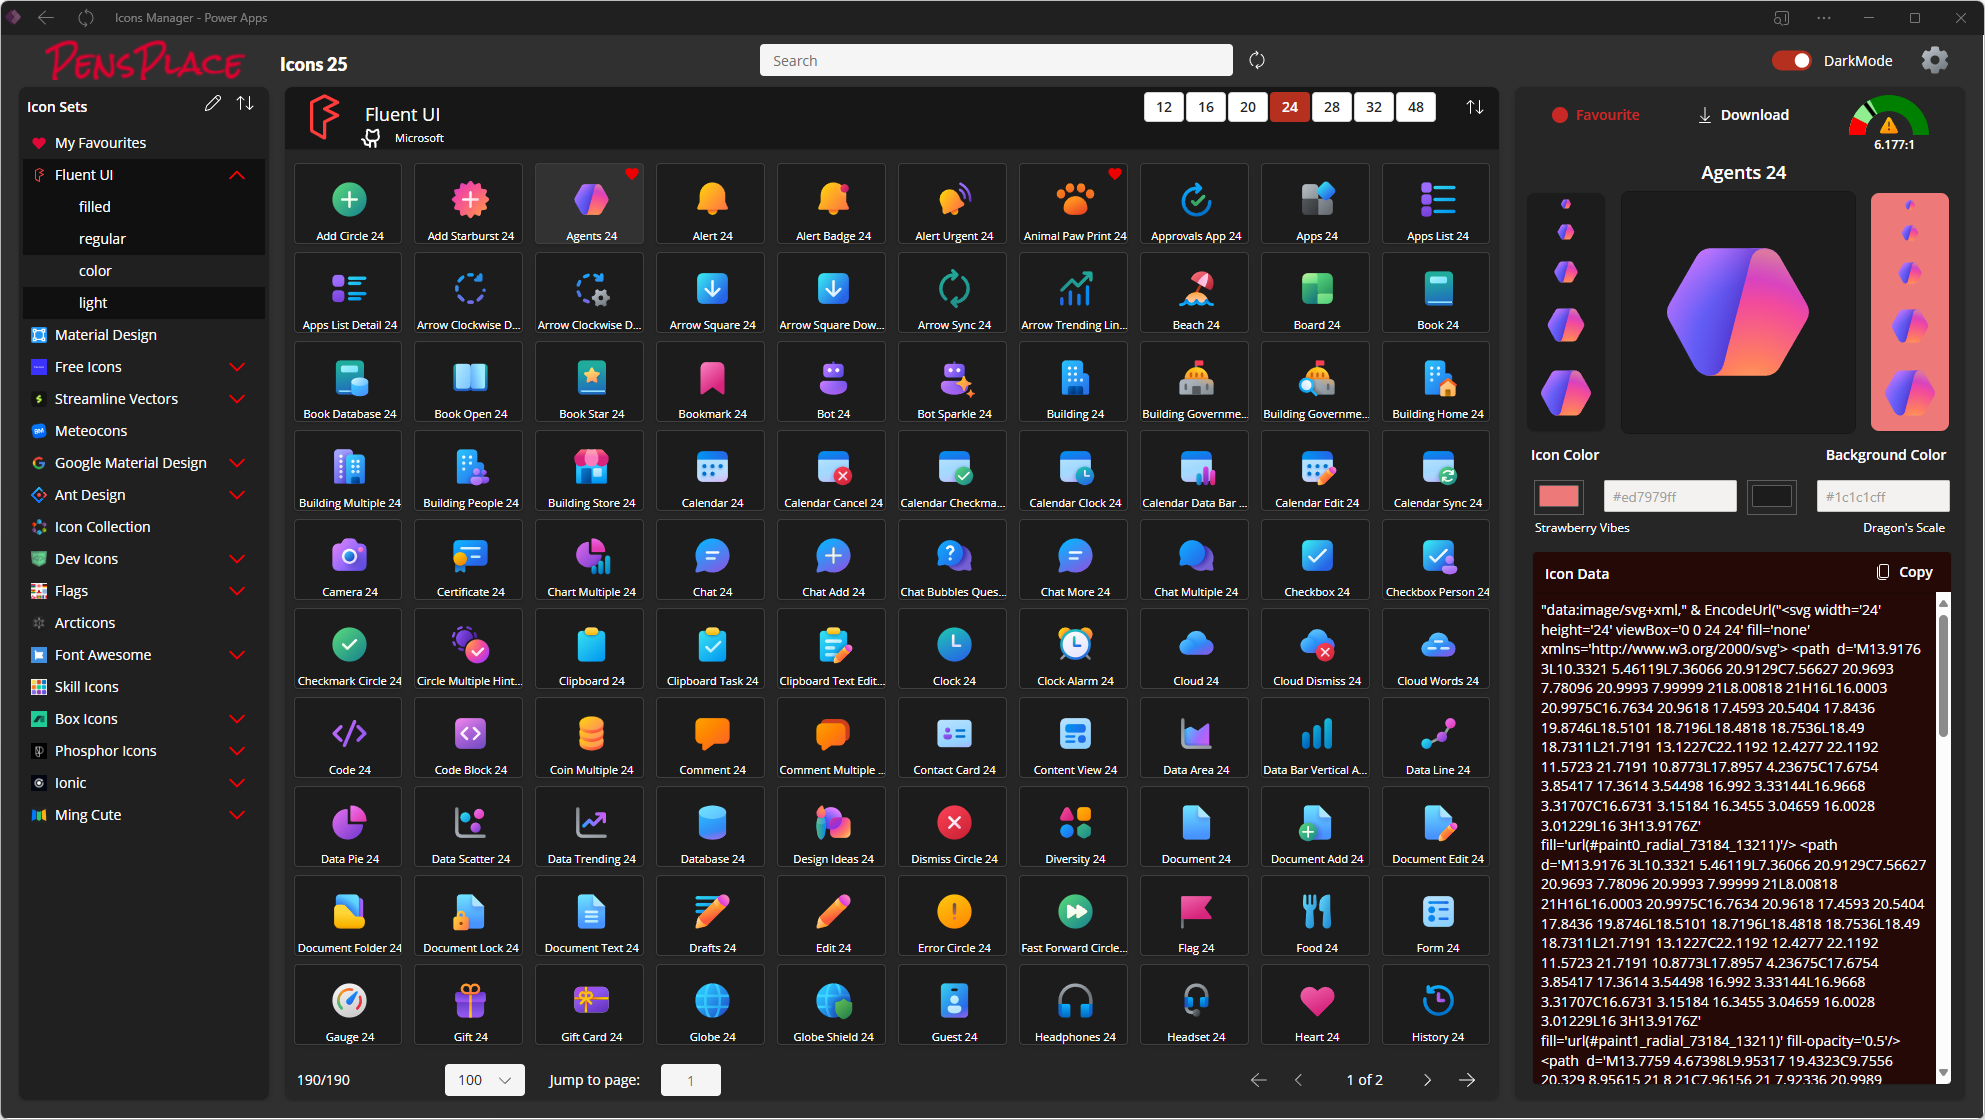 Icons Manager - Power Apps
PensPlace
Icons 25
Search
DarkMode
Icon Sets
My Favourites
Fluent UI
filled
regular
color
light
Material Design
Free Icons
Streamline Vectors
Meteocons
Google Material Design
Ant Design
Icon Collection
Dev Icons
Flags
Arcticons
Font Awesome
Skill Icons
Box Icons
Phosphor Icons
Ionic
Ming Cute
Fluent UI
Microsoft
12 16 20 24 28 32 48
Add Circle 24 Add Starburst 24 Agents 24 Alert 24 Alert Badge 24 Alert Urgent 24 Animal Paw Print 24 Approvals App 24 Apps 24 Apps List 24
Apps List Detail 24 Arrow Clockwise D... Arrow Clockwise D... Arrow Square 24 Arrow Square Dow... Arrow Sync 24 Arrow Trending Lin... Beach 24 Board 24 Book 24
Book Database 24 Book Open 24 Book Star 24 Bookmark 24 Bot 24 Bot Sparkle 24 Building 24 Building Governme... Building Governme... Building Home 24
Building Multiple 24 Building People 24 Building Store 24 Calendar 24 Calendar Cancel 24 Calendar Checkma... Calendar Clock 24 Calendar Data Bar ... Calendar Edit 24 Calendar Sync 24
Camera 24 Certificate 24 Chart Multiple 24 Chat 24 Chat Add 24 Chat Bubbles Ques... Chat More 24 Chat Multiple 24 Checkbox 24 Checkbox Person 24
Checkmark Circle 24 Circle Multiple Hint... Clipboard 24 Clipboard Task 24 Clipboard Text Edit... Clock 24 Clock Alarm 24 Cloud 24 Cloud Dismiss 24 Cloud Words 24
Code 24 Code Block 24 Coin Multiple 24 Comment 24 Comment Multiple ... Contact Card 24 Content View 24 Data Area 24 Data Bar Vertical A... Data Line 24
Data Pie 24 Data Scatter 24 Data Trending 24 Database 24 Design Ideas 24 Dismiss Circle 24 Diversity 24 Document 24 Document Add 24 Document Edit 24
Document Folder 24 Document Lock 24 Document Text 24 Drafts 24 Edit 24 Error Circle 24 Fast Forward Circle... Flag 24 Food 24 Form 24
Gauge 24 Gift 24 Gift Card 24 Globe 24 Globe Shield 24 Guest 24 Headphones 24 Headset 24 Heart 24 History 24
190/190 100 Jump to page: 1 1 of 2
Favourite Download
6.177:1
Agents 24
Icon Color Background Color
#ed7979ff #1c1c1cff
Strawberry Vibes Dragon's Scale
Icon Data Copy
"data:image/svg+xml," & EncodeUrl("<svg width='24'
height='24' viewBox='0 0 24 24' fill='none'
xmlns='http://www.w3.org/2000/svg'> <path  d='M13.9176
3L10.3321 5.46119L7.36066 20.9129C7.56627 20.9693
7.78096 20.9993 7.99999 21L8.00818 21H16L16.0003
20.9975C16.7634 20.9618 17.4593 20.5404 17.8436
19.8746L18.5101 18.7196L18.4818 18.7536L18.49
18.7311L21.7191 13.1227C22.1192 12.4277 22.1192
11.5723 21.7191 10.8773L17.8957 4.23675C17.6754
3.85417 17.3614 3.54498 16.992 3.33144L16.9668
3.31707C16.6731 3.15184 16.3455 3.04659 16.0028
3.01229L16 3H13.9176Z'
fill='url(#paint0_radial_73184_13211)'/> <path
d='M13.9176 3L10.3321 5.46119L7.36066 20.9129C7.56627
20.9693 7.78096 20.9993 7.99999 21L8.00818
21H16L16.0003 20.9975C16.7634 20.9618 17.4593 20.5404
17.8436 19.8746L18.5101 18.7196L18.4818 18.7536L18.49
18.7311L21.7191 13.1227C22.1192 12.4277 22.1192
11.5723 21.7191 10.8773L17.8957 4.23675C17.6754
3.85417 17.3614 3.54498 16.992 3.33144L16.9668
3.31707C16.6731 3.15184 16.3455 3.04659 16.0028
3.01229L16 3H13.9176Z'
fill='url(#paint1_radial_73184_13211)' fill-opacity='0.5'/>
<path  d='M13.7759 4.67398L9.95317 19.4323C9.7556
20.329 8.95615 21 8 21C7.96156 21 7.92336 20.9989